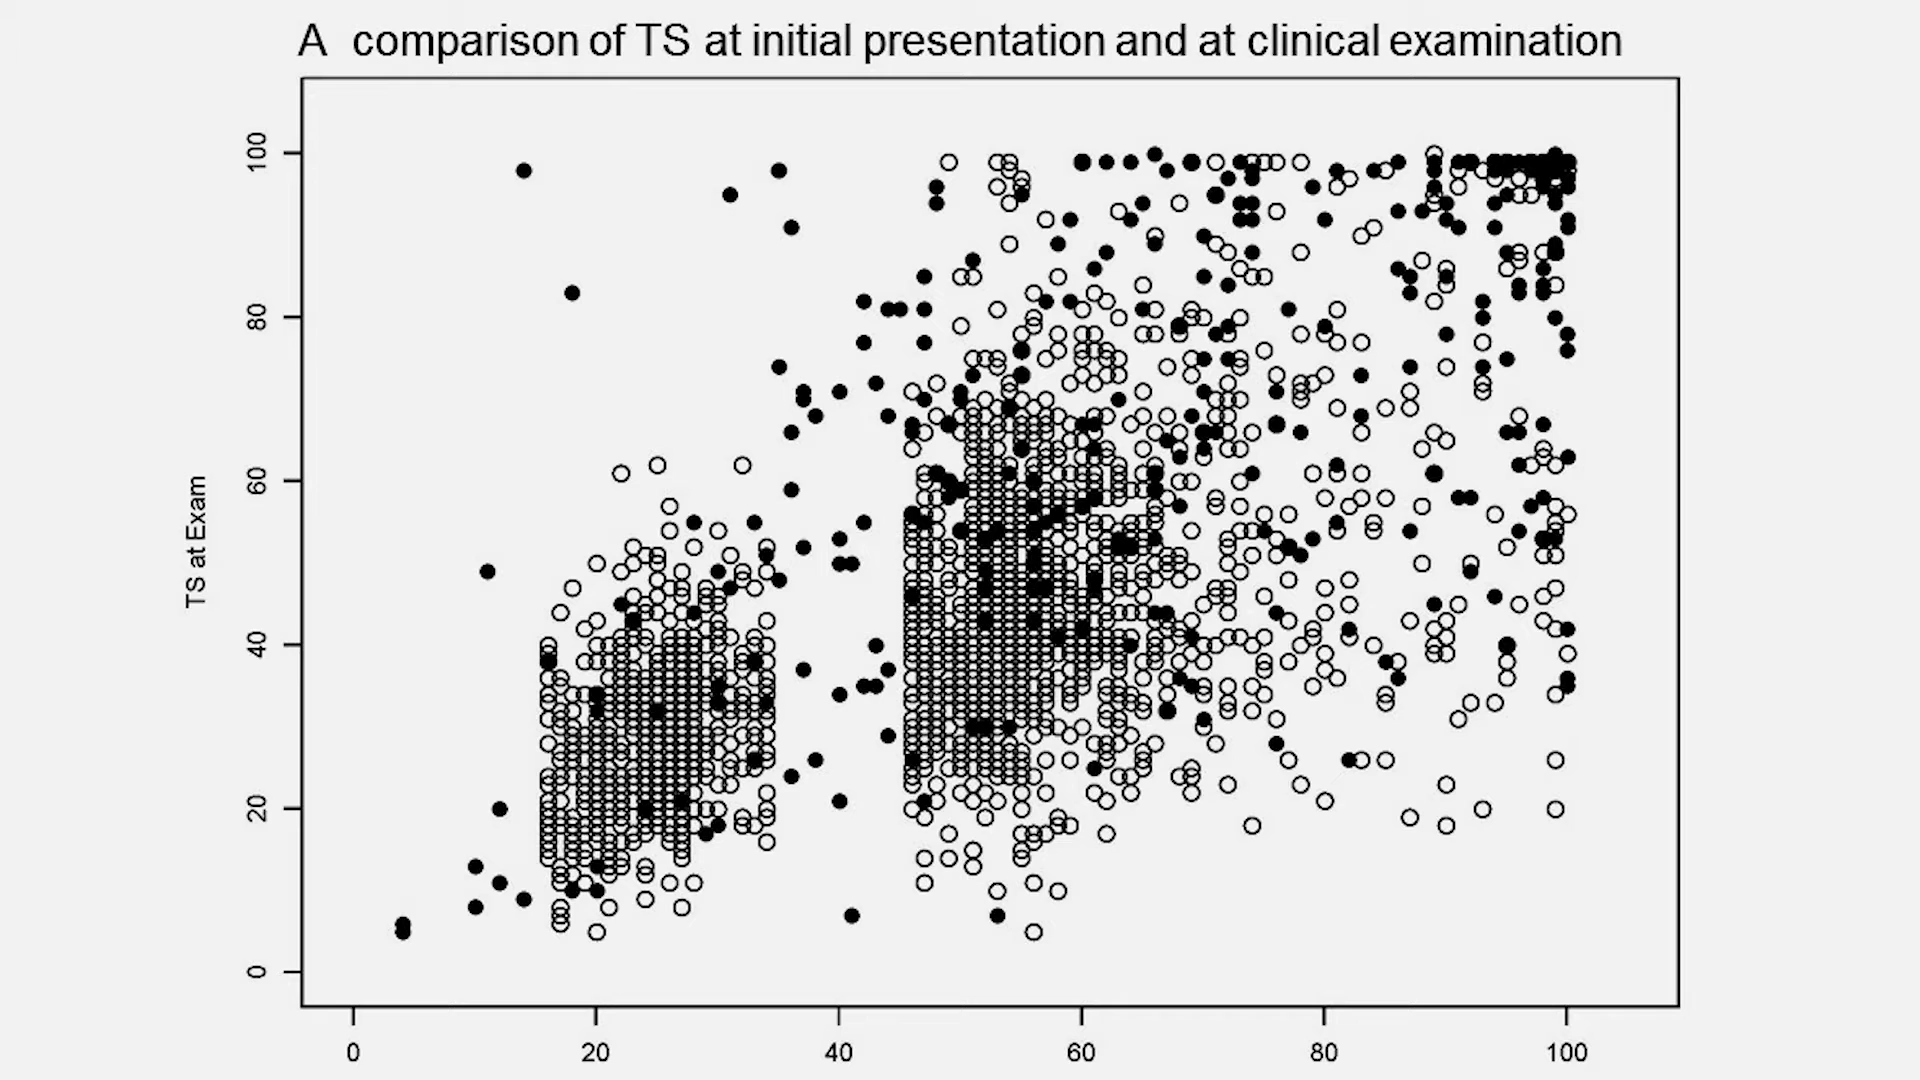 A comparison of TS at initial presentation and at clinical examination
100
80
60
40
20
0
TS at Exam
0 20 40 60 80 100